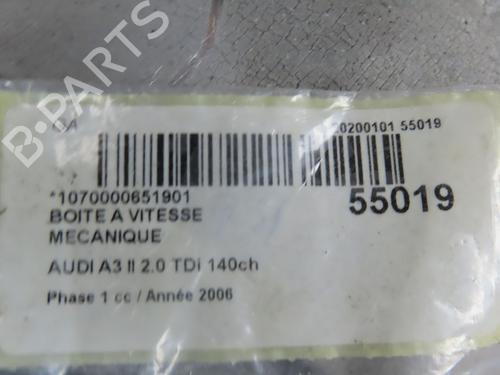 20200101 55019
*1070000651901
55019
BOITE A VITESSE
MECANIQUE
AUDI A3 II 2.0 TDi 140ch
Phase 1 cc / Année 2006
B-PARTS